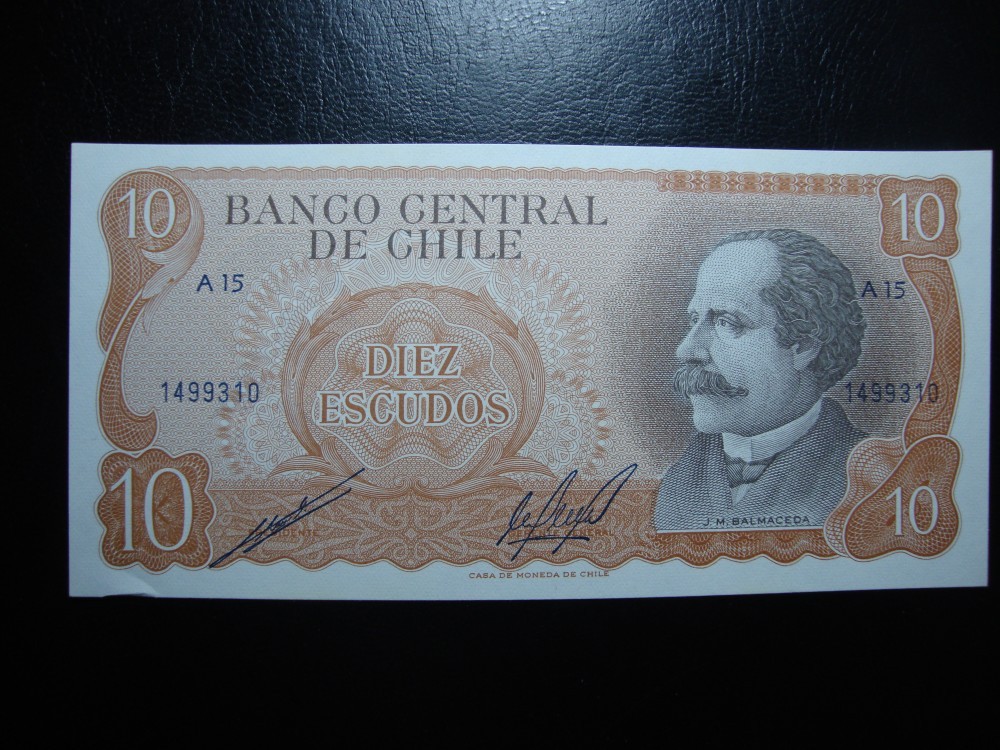 10
10
BANCO CENTRAL
DE CHILE
A 15
A 15
DIEZ
ESCUDOS
1499310
1499310
10
10
J. M. BALMACEDA
CASA DE MONEDA DE CHILE